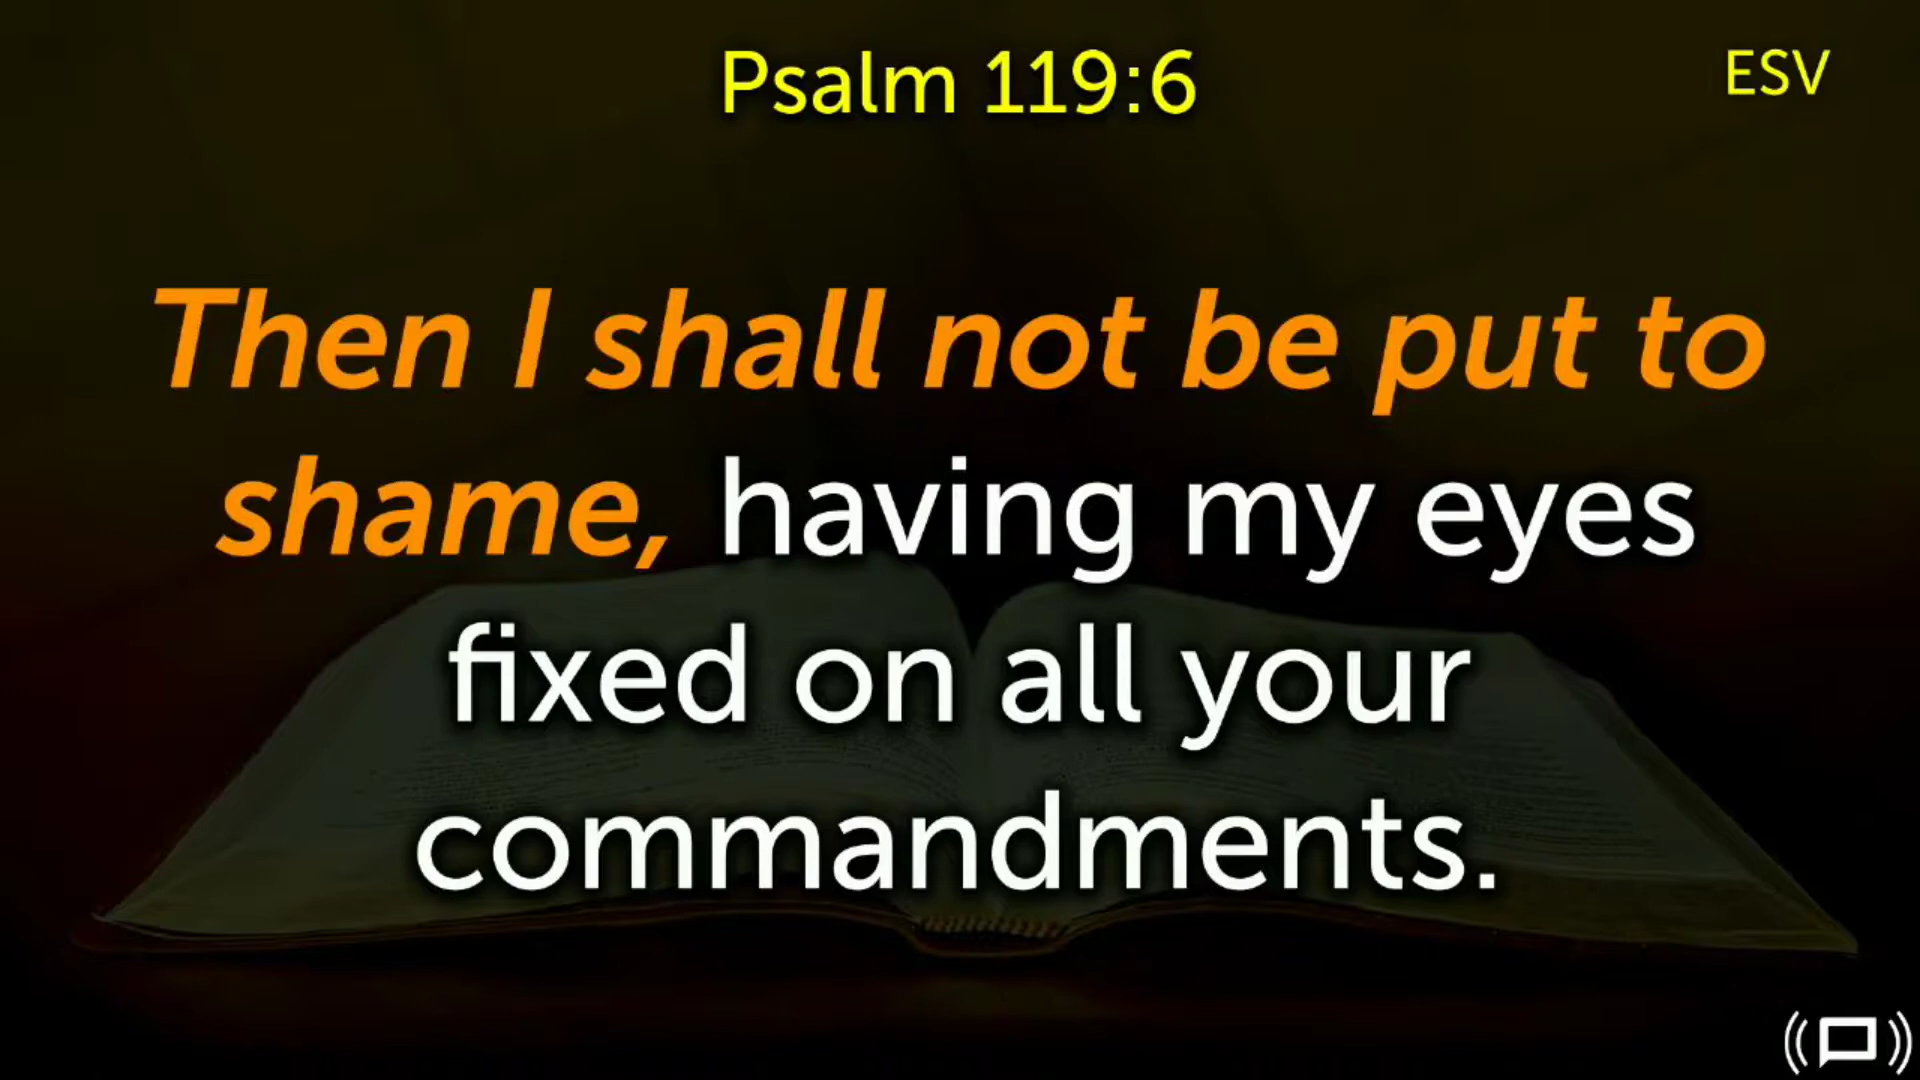 Psalm 119:6
ESV
Then I shall not be put to
shame, having my eyes
fixed on all your
commandments.